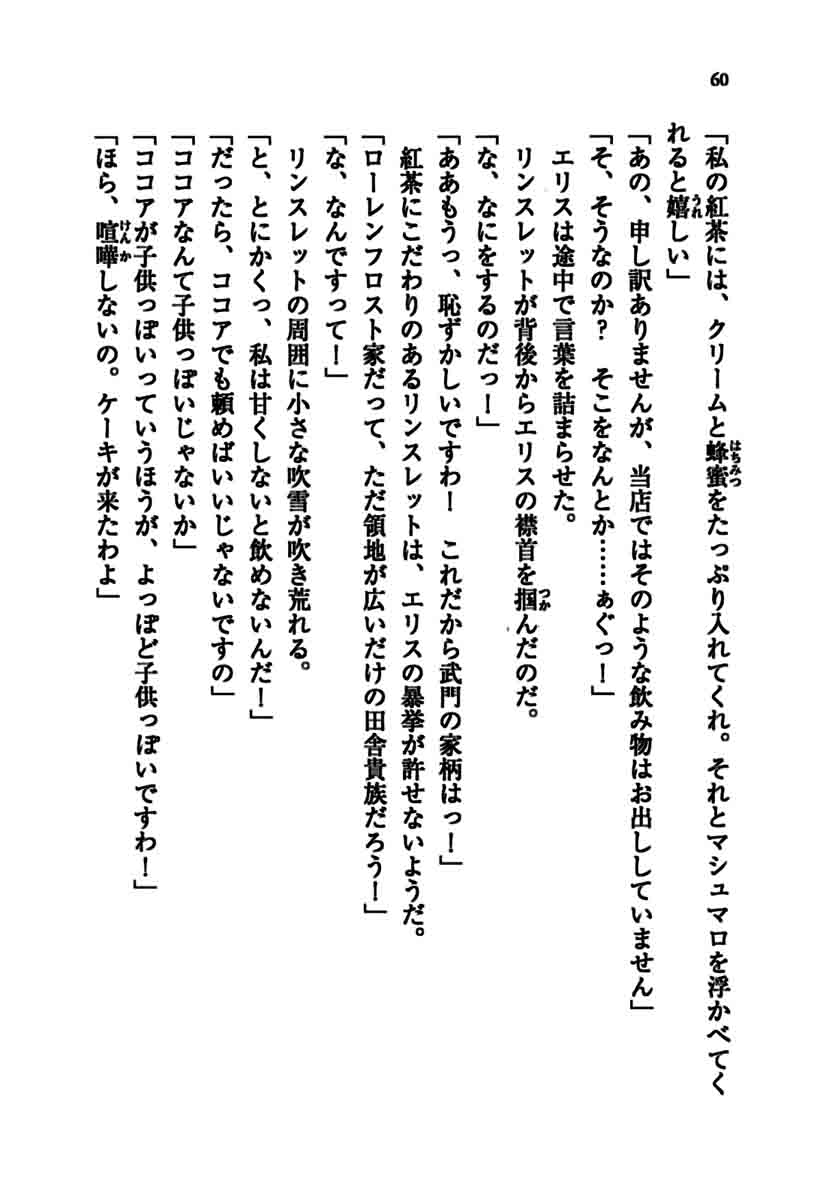 60
「私の紅茶には、クリームと蜂蜜をたっぷり入れてくれ。それとマシュマロを浮かべてく
れると嬉しい」
「あの、申し訳ありませんが、当店ではそのような飲み物はお出ししていません」
「そ、そうなのか？　そこをなんとか……ぁぐっ！」
　エリスは途中で言葉を詰まらせた。
　リンスレットが背後からエリスの襟首を掴んだのだ。
「な、なにをするのだっ！」
「ああもうっ、恥ずかしいですわ！　これだから武門の家柄はっ！」
　紅茶にこだわりのあるリンスレットは、エリスの暴挙が許せないようだ。
「ローレンフロスト家だって、ただ領地が広いだけの田舎貴族だろう！」
「な、なんですって！」
　リンスレットの周囲に小さな吹雪が吹き荒れる。
「と、とにかくっ、私は甘くしないと飲めないんだ！」
「だったら、ココアでも頼めばいいじゃないですの」
「ココアなんて子供っぽいじゃないか」
「ココアが子供っぽいっていうほうが、よっぽど子供っぽいですわ！」
「ほら、喧嘩しないの。ケーキが来たわよ」